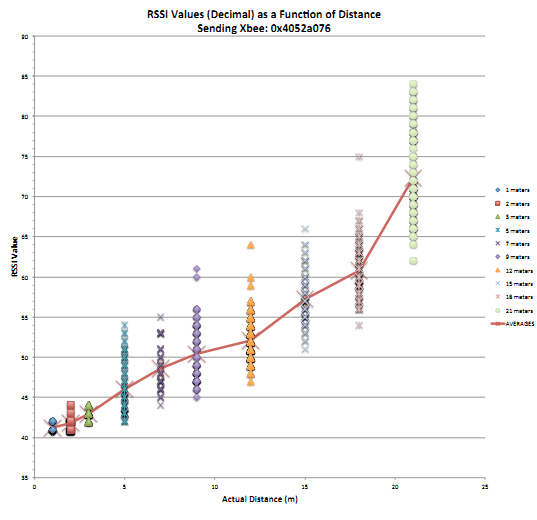 RSSI Values (Decimal) as a Function of Distance
Sending Xbee: 0x4052a076
90
85
80
75
70
65
60
55
50
45
40
35
RSSI Value
0
5
10
15
20
25
Actual Distance (m)
1 meters
2 meters
3 meters
5 meters
7 meters
9 meters
12 meters
15 meters
18 meters
21 meters
AVERAGES